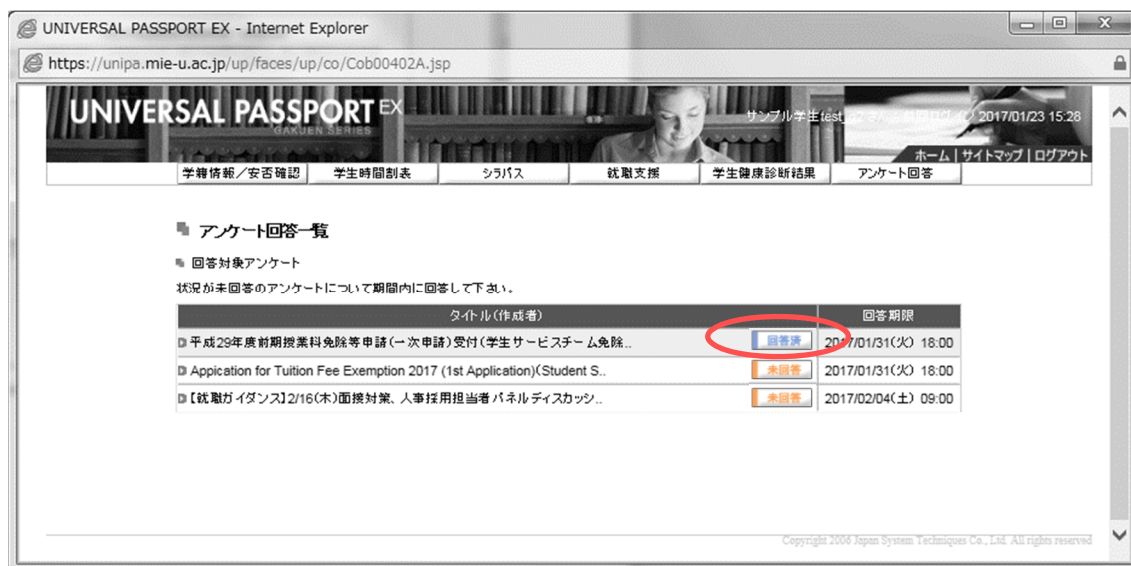 UNIVERSAL PASSPORT EX - Internet Explorer
https://unipa.mie-u.ac.jp/up/faces/up/co/Cob00402A.jsp
UNIVERSAL PASSPORT EX
GAKUEN SERIES
サンプル学生test 2017/01/23 15:28
ホーム | サイトマップ | ログアウト
学籍情報/安否確認 学生時間割表 シラバス 就職支援 学生健康診断結果 アンケート回答
アンケート回答一覧
回答対象アンケート
状況が未回答のアンケートについて期間内に回答して下さい。
タイトル(作成者) 回答期限
平成29年度前期授業料免除等申請(一次申請)受付(学生サービスチーム免除.. 回答済 2017/01/31(火) 18:00
Appication for Tuition Fee Exemption 2017 (1st Application)(Student S.. 未回答 2017/01/31(火) 18:00
【就職ガイダンス】2/16(木)面接対策、人事採用担当者パネルディスカッシ.. 未回答 2017/02/04(土) 09:00
Copyright 2006 Japan System Techniques Co., Ltd. All rights reserved